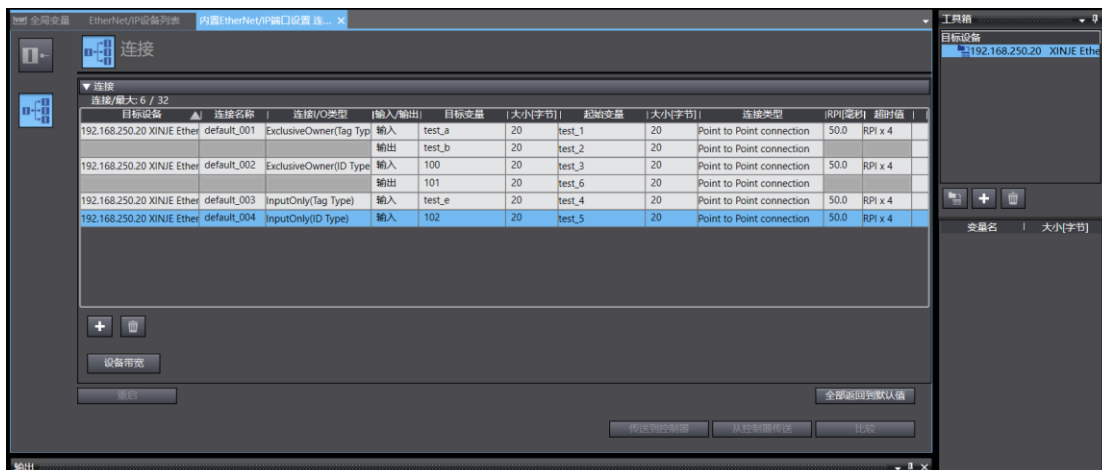 var 全局变量 EtherNet/IP设备列表 内置EtherNet/IP端口设置 连... ×
工具箱
目标设备
192.168.250.20 XINJE Ethe
连接
▼连接
连接/最大: 6 / 32
目标设备 连接名称 连接I/O类型 输入/输出 目标变量 大小[字节] 起始变量 大小[字节] 连接类型 RPI[毫秒] 超时值
192.168.250.20 XINJE Ether default_001 ExclusiveOwner(Tag Typ 输入 test_a 20 test_1 20 Point to Point connection 50.0 RPI x 4
输出 test_b 20 test_2 20 Point to Point connection
192.168.250.20 XINJE Ether default_002 ExclusiveOwner(ID Type 输入 100 20 test_3 20 Point to Point connection 50.0 RPI x 4
输出 101 20 test_6 20 Point to Point connection
192.168.250.20 XINJE Ether default_003 InputOnly(Tag Type) 输入 test_e 20 test_4 20 Point to Point connection 50.0 RPI x 4
192.168.250.20 XINJE Ether default_004 InputOnly(ID Type) 输入 102 20 test_5 20 Point to Point connection 50.0 RPI x 4
变量名 大小[字节]
设备带宽
重启
全部返回到默认值
传送到控制器 从控制器传送 比较
输出